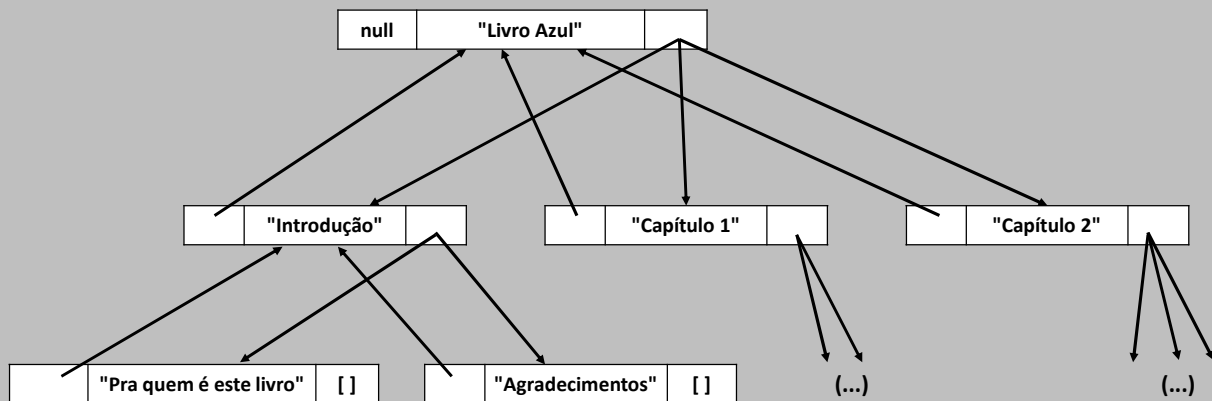 null "Livro Azul"
"Introdução" "Capítulo 1" "Capítulo 2"
"Pra quem é este livro" [ ] "Agradecimentos" [ ] (...) (...)